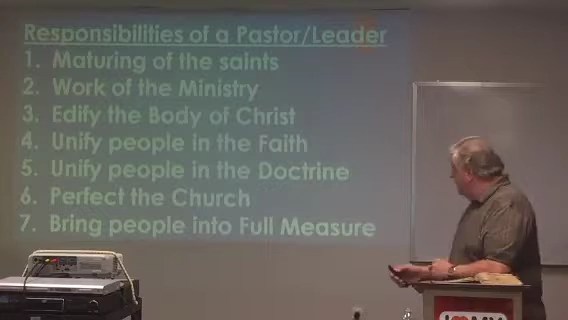 Responsibilities of a Pastor/Leader
1. Maturing of the saints
2. Work of the Ministry
3. Edify the Body of Christ
4. Unify people in the Faith
5. Unify people in the Doctrine
6. Perfect the Church
7. Bring people into Full Measure
I MY